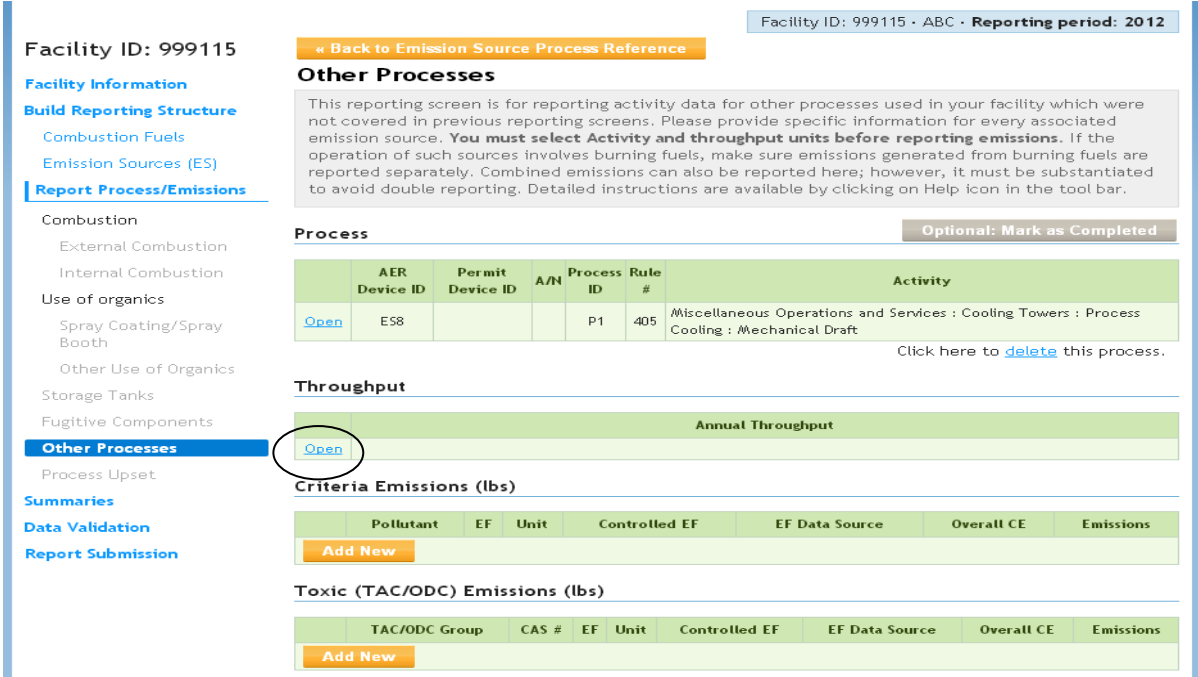 Facility ID: 999115 · ABC · Reporting period: 2012
Facility ID: 999115
Facility Information
Build Reporting Structure
Combustion Fuels
Emission Sources (ES)
Report Process/Emissions
Combustion
External Combustion
Internal Combustion
Use of organics
Spray Coating/Spray
Booth
Other Use of Organics
Storage Tanks
Fugitive Components
Other Processes
Process Upset
Summaries
Data Validation
Report Submission
« Back to Emission Source Process Reference
Other Processes
This reporting screen is for reporting activity data for other processes used in your facility which were
not covered in previous reporting screens. Please provide specific information for every associated
emission source. You must select Activity and throughput units before reporting emissions. If the
operation of such sources involves burning fuels, make sure emissions generated from burning fuels are
reported separately. Combined emissions can also be reported here; however, it must be substantiated
to avoid double reporting. Detailed instructions are available by clicking on Help icon in the tool bar.
Process
Optional: Mark as Completed
AER Device ID Permit Device ID A/N Process ID Rule # Activity
Open ES8 P1 405 Miscellaneous Operations and Services : Cooling Towers : Process
Cooling : Mechanical Draft
Click here to delete this process.
Throughput
Annual Throughput
Open
Criteria Emissions (lbs)
Pollutant EF Unit Controlled EF EF Data Source Overall CE Emissions
Add New
Toxic (TAC/ODC) Emissions (lbs)
TAC/ODC Group CAS # EF Unit Controlled EF EF Data Source Overall CE Emissions
Add New